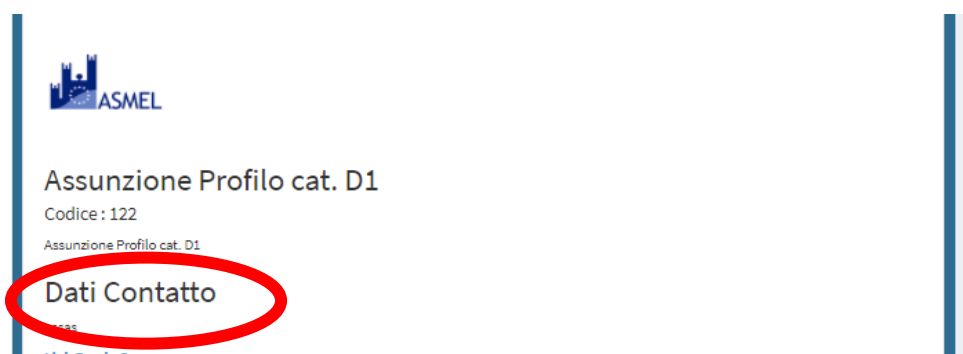 ASMEL
Assunzione Profilo cat. D1
Codice : 122
Assunzione Profilo cat. D1
Dati Contatto